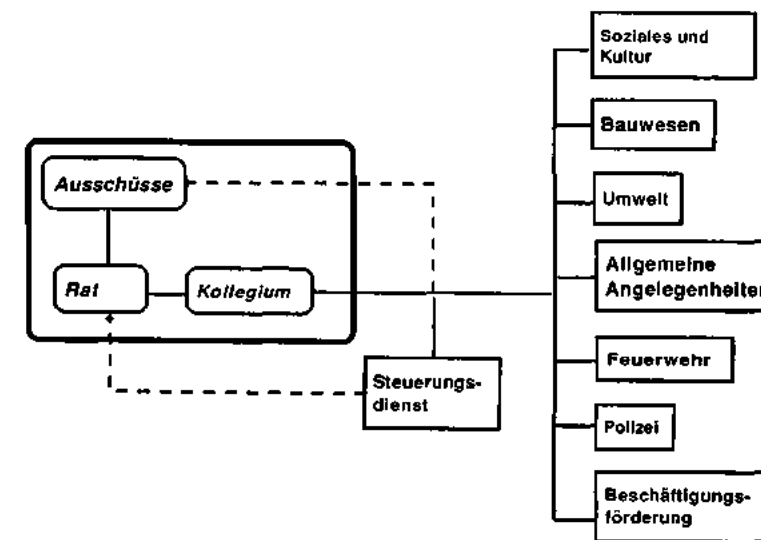 Soziales und
Kultur
Bauwesen
Ausschüsse
Umwelt
Allgemeine
Angelegenheiten
Rat
Kollegium
Feuerwehr
Steuerungs-
dienst
Polizei
Beschäftigungs-
förderung